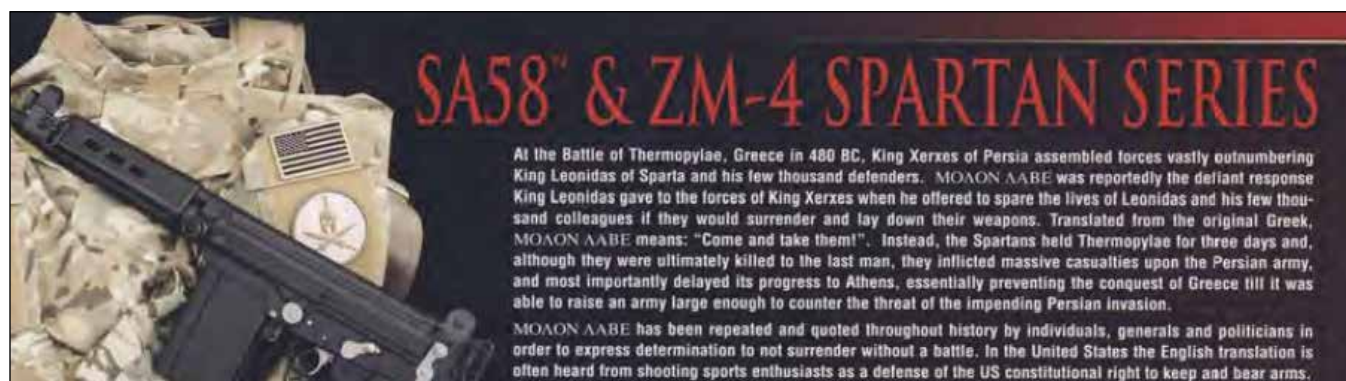 SA58™ & ZM-4 SPARTAN SERIES
At the Battle of Thermopylae, Greece in 480 BC, King Xerxes of Persia assembled forces vastly outnumbering
King Leonidas of Sparta and his few thousand defenders. ΜΟΛΟΝ ΛΑΒΕ was reportedly the defiant response
King Leonidas gave to the forces of King Xerxes when he offered to spare the lives of Leonidas and his few thou-
sand colleagues if they would surrender and lay down their weapons. Translated from the original Greek,
ΜΟΛΟΝ ΛΑΒΕ means: “Come and take them!”. Instead, the Spartans held Thermopylae for three days and,
although they were ultimately killed to the last man, they inflicted massive casualties upon the Persian army,
and most importantly delayed its progress to Athens, essentially preventing the conquest of Greece till it was
able to raise an army large enough to counter the threat of the impending Persian invasion.
ΜΟΛΟΝ ΛΑΒΕ has been repeated and quoted throughout history by individuals, generals and politicians in
order to express determination to not surrender without a battle. In the United States the English translation is
often heard from shooting sports enthusiasts as a defense of the US constitutional right to keep and bear arms.